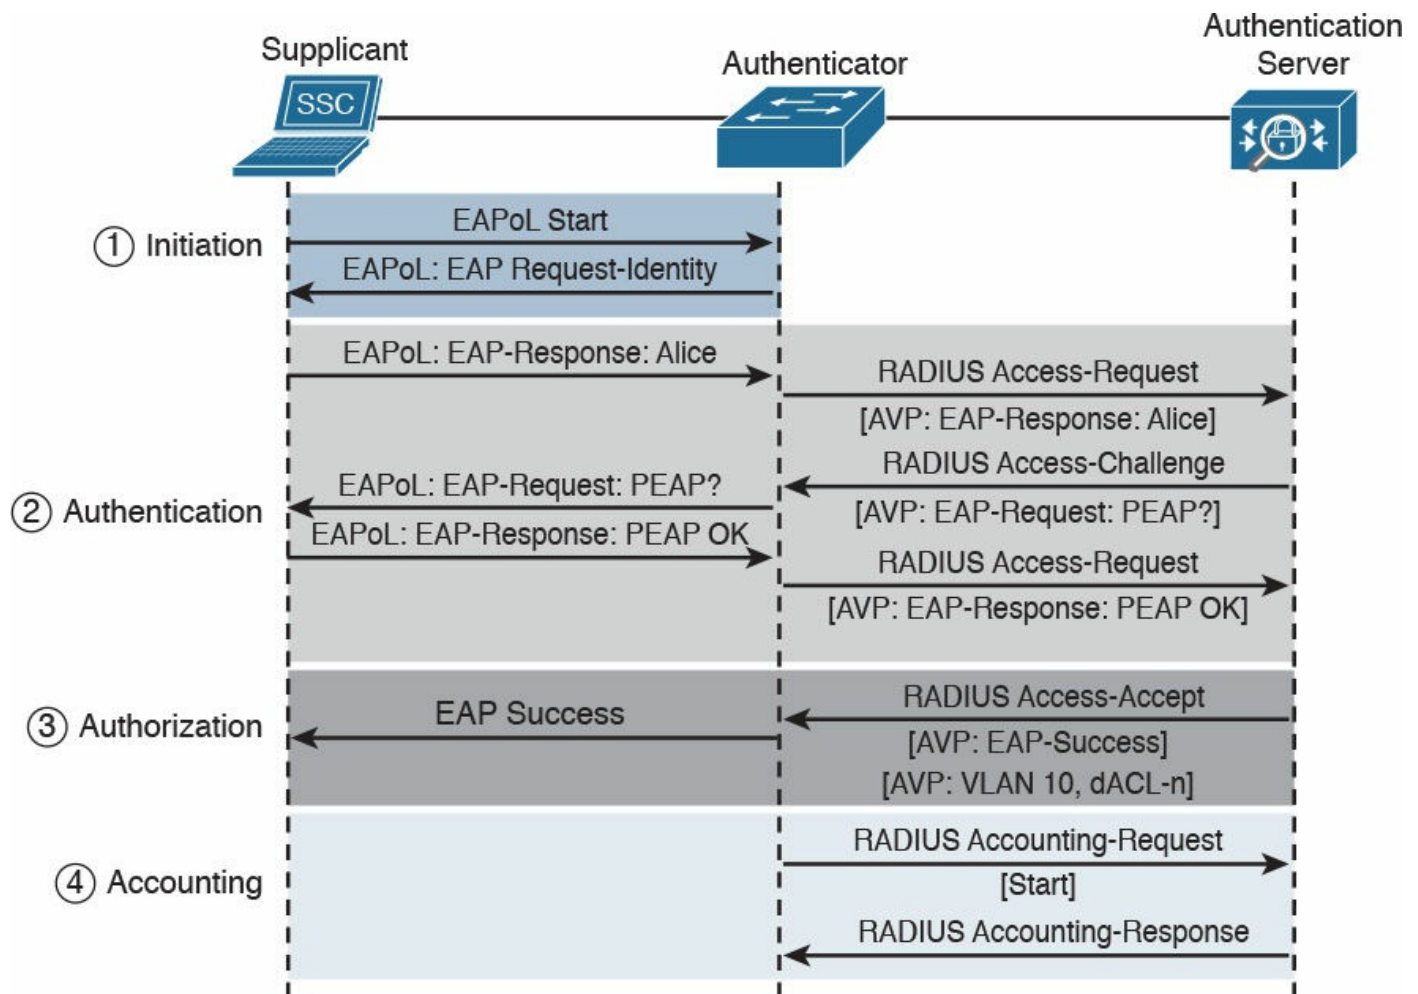 Supplicant
Authenticator
Authentication
Server
SSC
① Initiation
EAPoL Start
EAPoL: EAP Request-Identity
② Authentication
EAPoL: EAP-Response: Alice
RADIUS Access-Request
[AVP: EAP-Response: Alice]
RADIUS Access-Challenge
EAPoL: EAP-Request: PEAP?
[AVP: EAP-Request: PEAP?]
EAPoL: EAP-Response: PEAP OK
RADIUS Access-Request
[AVP: EAP-Response: PEAP OK]
③ Authorization
RADIUS Access-Accept
EAP Success
[AVP: EAP-Success]
[AVP: VLAN 10, dACL-n]
④ Accounting
RADIUS Accounting-Request
[Start]
RADIUS Accounting-Response